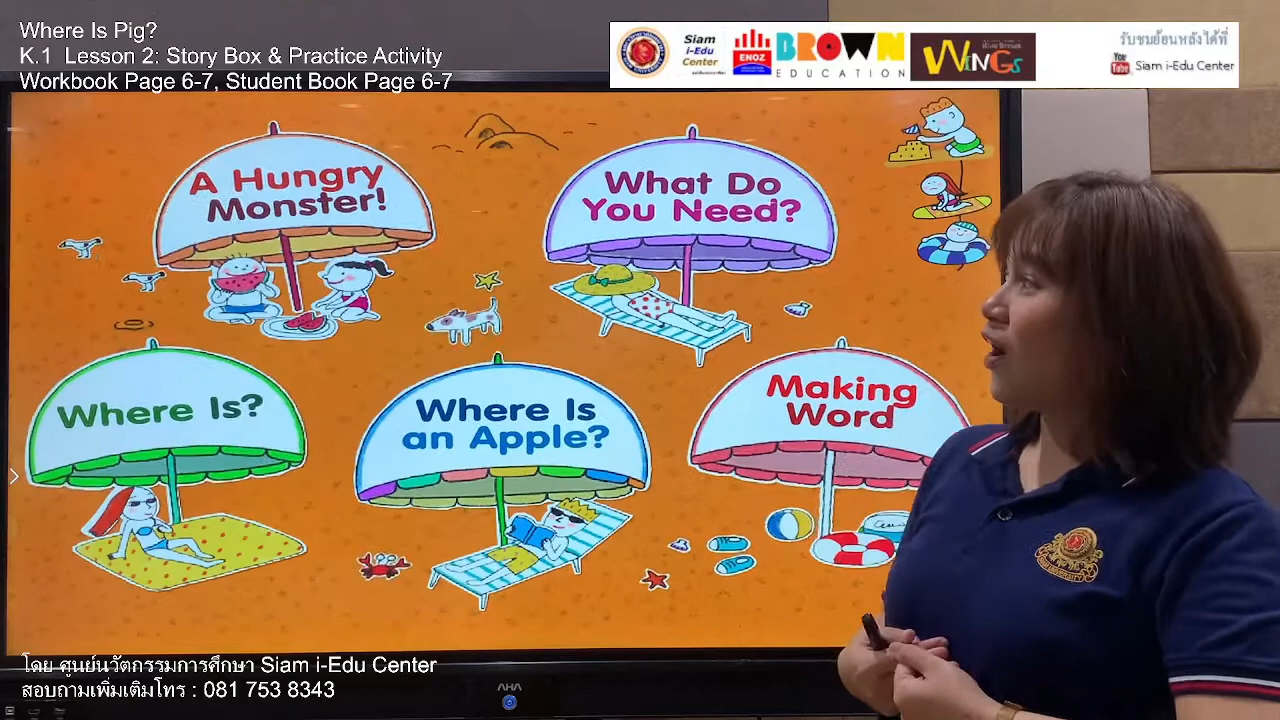 Where Is Pig?
K.1 Lesson 2: Story Box & Practice Activity
Workbook Page 6-7, Student Book Page 6-7
Siam
i-Edu
Center
ENOZ
BROWN
EDUCATION
WINGS
รับชมย้อนหลังได้ที่
You
Tube
Siam i-Edu Center
A Hungry
Monster!
What Do
You Need?
Where Is?
Where Is
an Apple?
Making
Word
โดย ศูนย์นวัตกรรมการศึกษา Siam i-Edu Center
สอบถามเพิ่มเติมโทร : 081 753 8343
AHA